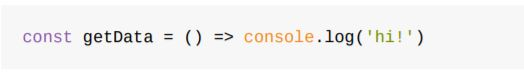 const getData = () => console.log('hi!')